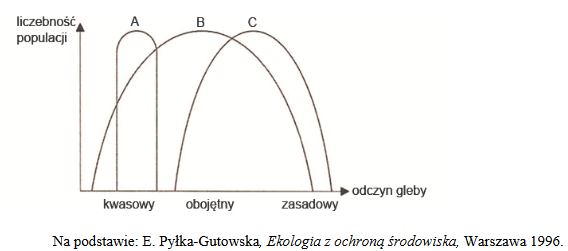 liczebność
populacji
A B C
odczyn gleby
kwasowy obojętny zasadowy
Na podstawie: E. Pyłka-Gutowska, Ekologia z ochroną środowiska, Warszawa 1996.